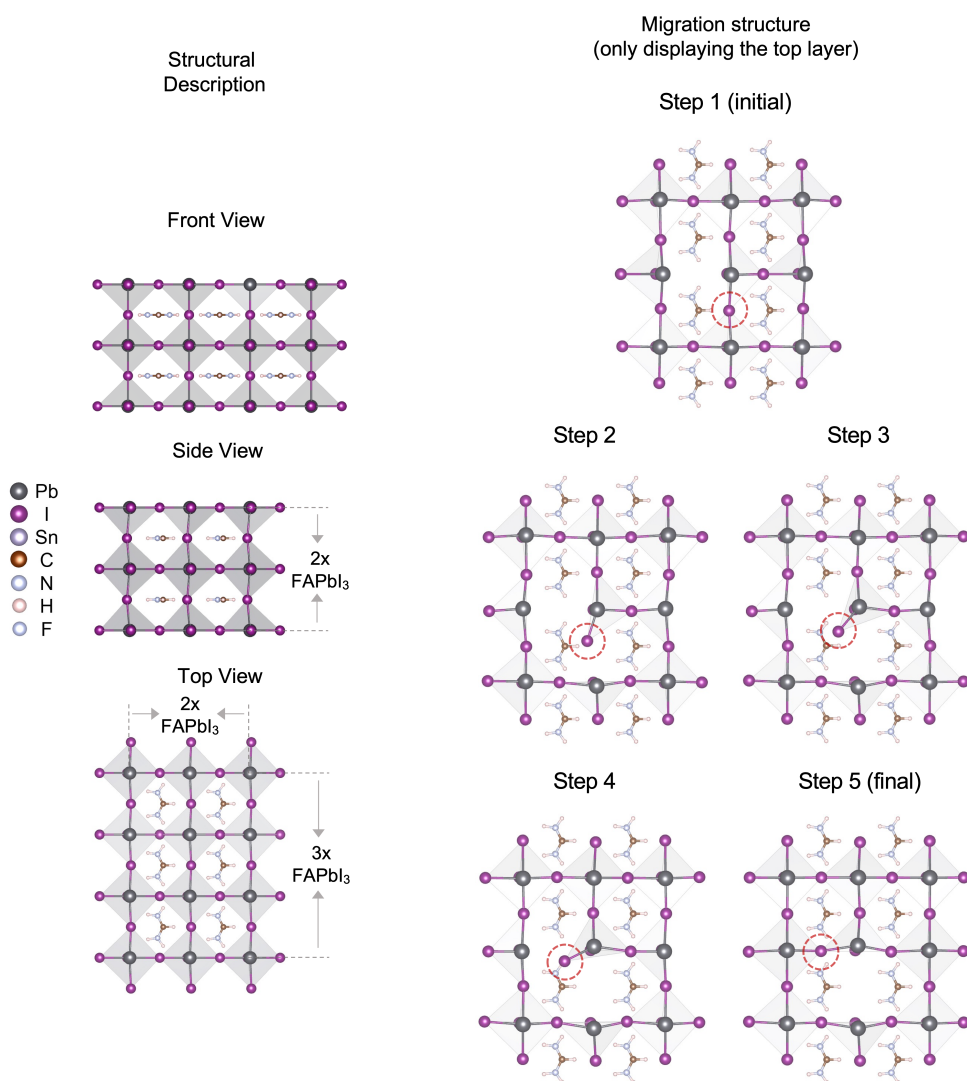 Structural
Description
Front View
Side View
Pb
I
Sn
C
N
H
F
2x
FAPbI₃
Top View
2x
FAPbI₃
3x
FAPbI₃
Migration structure
(only displaying the top layer)
Step 1 (initial)
Step 2
Step 3
Step 4
Step 5 (final)